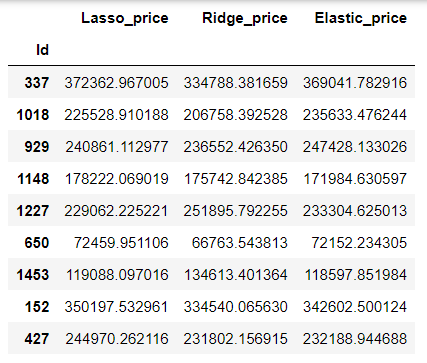 Lasso_price Ridge_price Elastic_price
Id
337 372362.967005 334788.381659 369041.782916
1018 225528.910188 206758.392528 235633.476244
929 240861.112977 236552.426350 247428.133026
1148 178222.069019 175742.842385 171984.630597
1227 229062.225221 251895.792255 233304.625013
650 72459.951106 66763.543813 72152.234305
1453 119088.097016 134613.401364 118597.851984
152 350197.532961 334540.065630 342602.500124
427 244970.262116 231802.156915 232188.944688